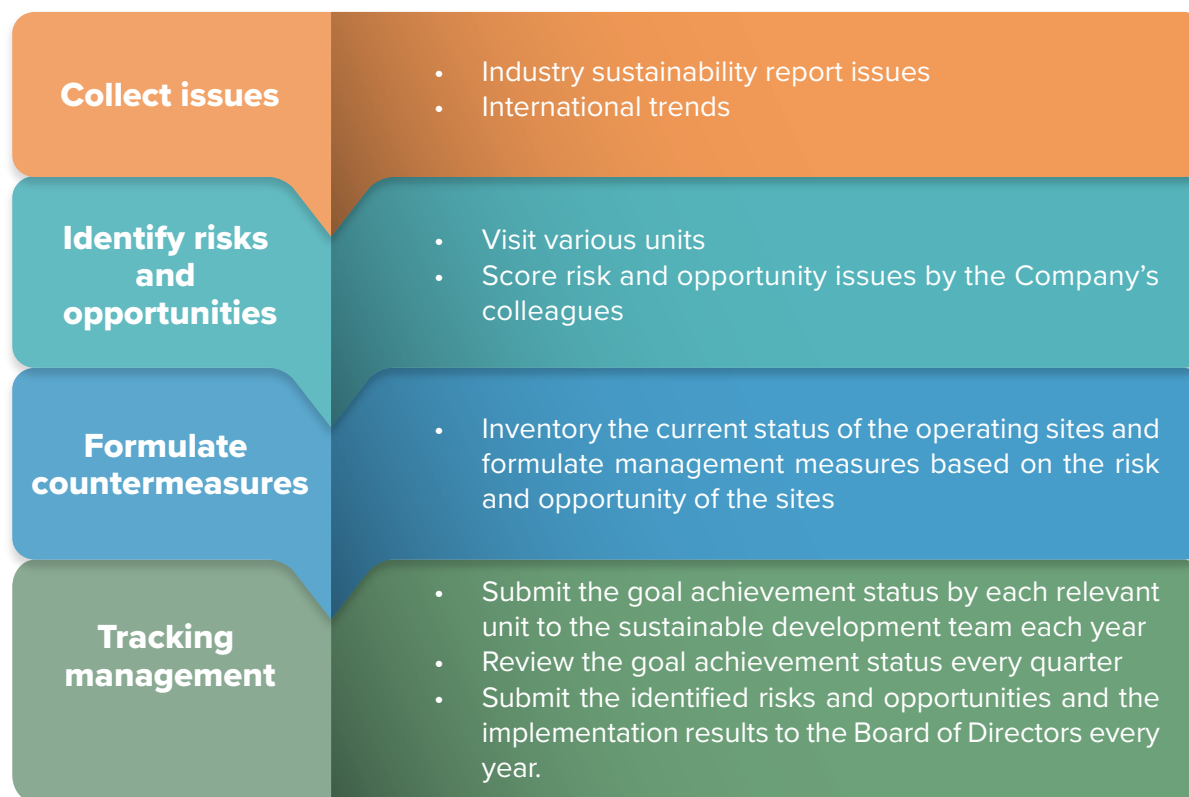 Collect issues
• Industry sustainability report issues
• International trends
Identify risks
and
opportunities
• Visit various units
• Score risk and opportunity issues by the Company’s
colleagues
Formulate
countermeasures
• Inventory the current status of the operating sites and
formulate management measures based on the risk
and opportunity of the sites
Tracking
management
• Submit the goal achievement status by each relevant
unit to the sustainable development team each year
• Review the goal achievement status every quarter
• Submit the identified risks and opportunities and the
implementation results to the Board of Directors every
year.